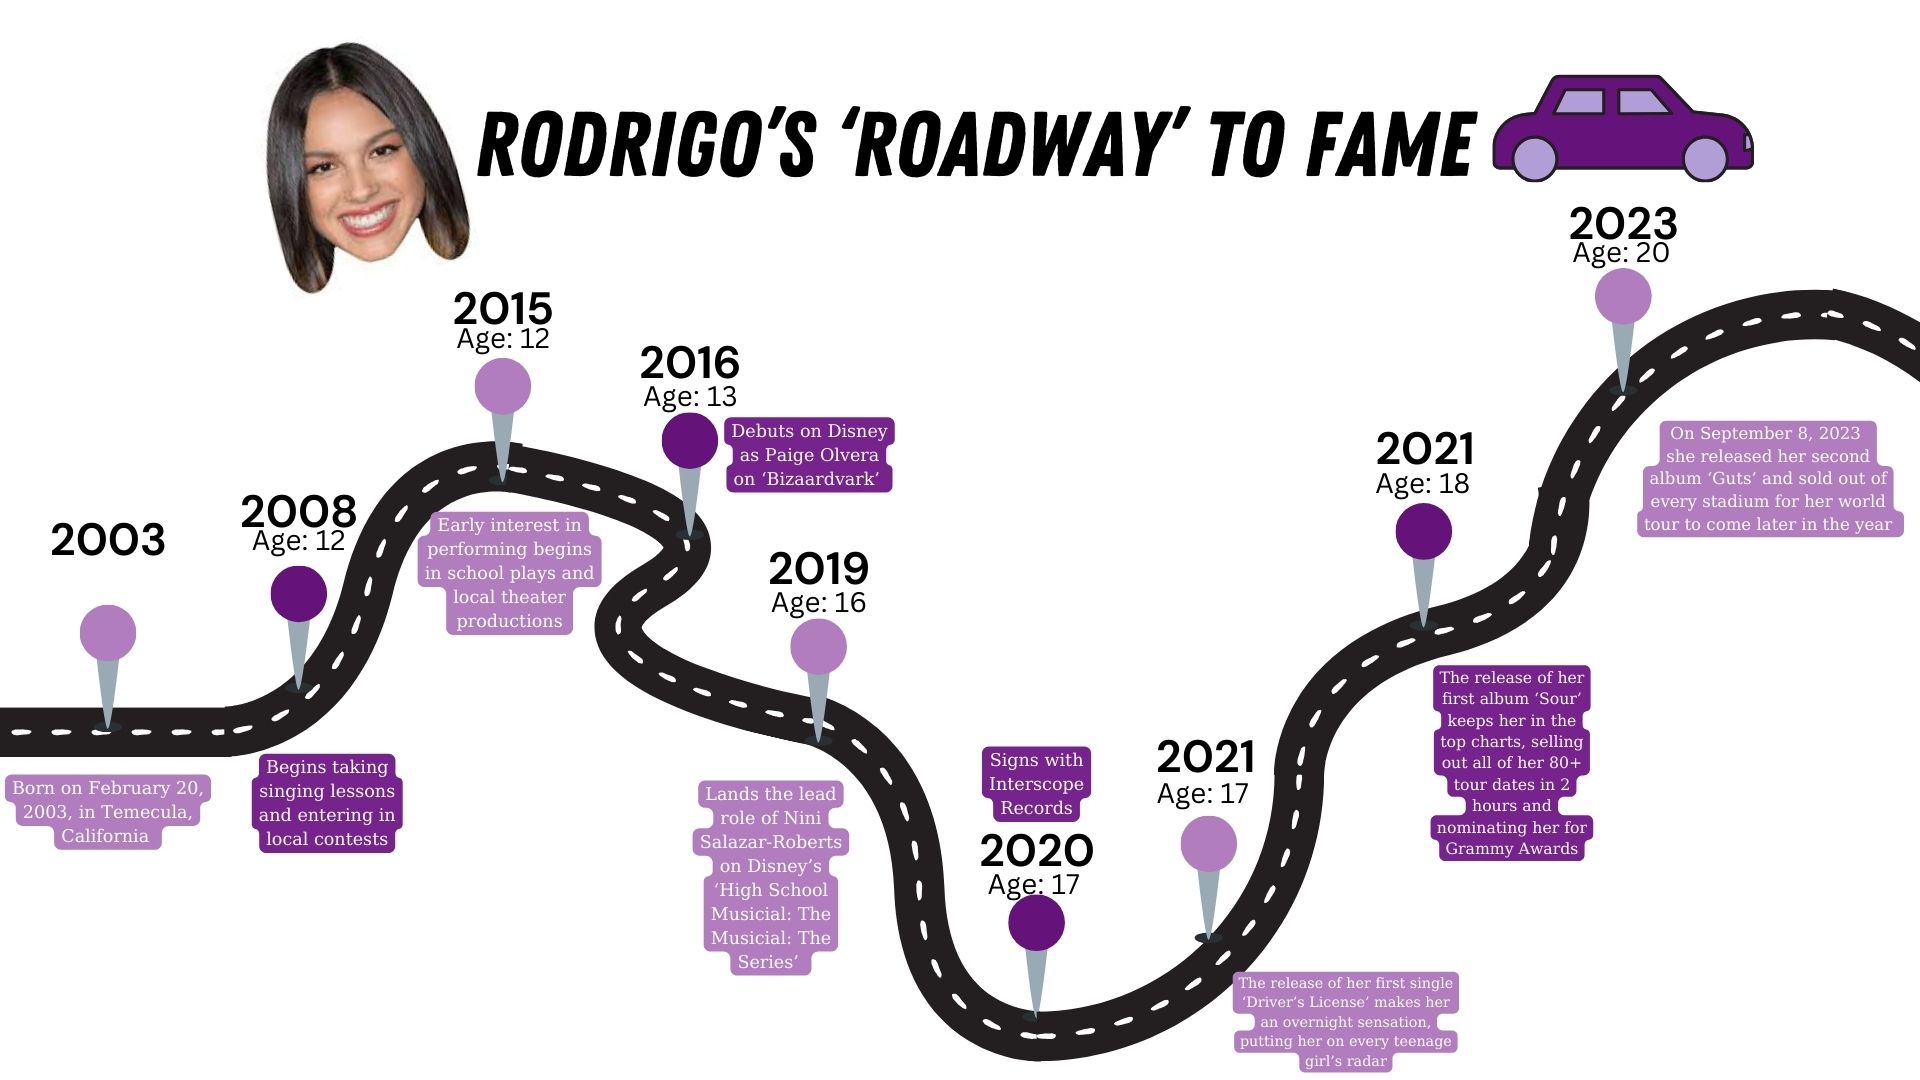 RODRIGO'S ‘ROADWAY’ TO FAME
2003
Born on February 20,
2003, in Temecula,
California
2008
Age: 12
Begins taking
singing lessons
and entering in
local contests
2015
Age: 12
Early interest in
performing begins
in school plays and
local theater
productions
2016
Age: 13
Debuts on Disney
as Paige Olvera
on ‘Bizaardvark’
2019
Age: 16
Lands the lead
role of Nini
Salazar-Roberts
on Disney’s
‘High School
Musicial: The
Musicial: The
Series’
Signs with
Interscope
Records
2020
Age: 17
2021
Age: 17
The release of her first single
‘Driver’s License’ makes her
an overnight sensation,
putting her on every teenage
girl’s radar
2021
Age: 18
The release of her
first album ‘Sour’
keeps her in the
top charts, selling
out all of her 80+
tour dates in 2
hours and
nominating her for
Grammy Awards
2023
Age: 20
On September 8, 2023
she released her second
album ‘Guts’ and sold out of
every stadium for her world
tour to come later in the year